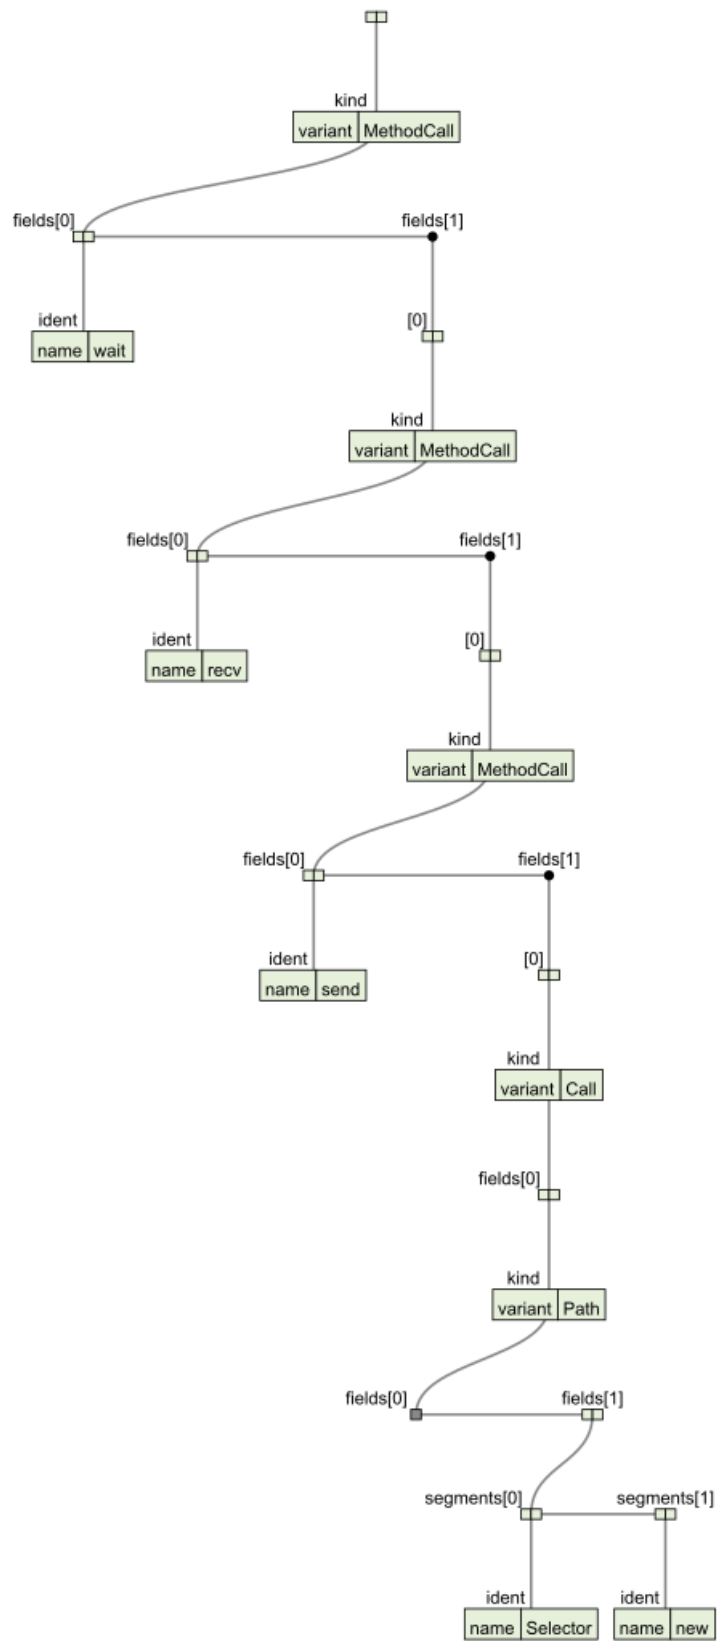 kind
variant MethodCall
fields[0] fields[1]
ident [0]
name wait
kind
variant MethodCall
fields[0] fields[1]
ident [0]
name recv
kind
variant MethodCall
fields[0] fields[1]
ident [0]
name send
kind
variant Call
fields[0]
kind
variant Path
fields[0] fields[1]
segments[0] segments[1]
ident ident
name Selector name new